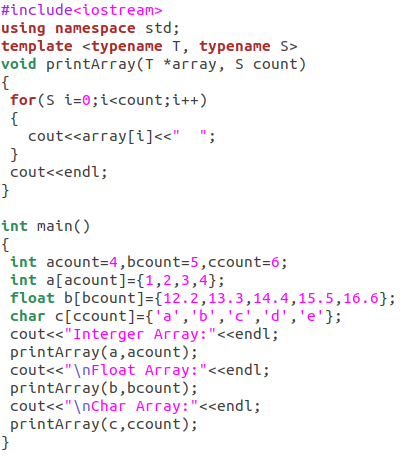 #include<iostream>
using namespace std;
template <typename T, typename S>
void printArray(T *array, S count)
{
 for(S i=0;i<count;i++)
 {
   cout<<array[i]<<"  ";
 }
 cout<<endl;
}

int main()
{
 int acount=4,bcount=5,ccount=6;
 int a[acount]={1,2,3,4};
 float b[bcount]={12.2,13.3,14.4,15.5,16.6};
 char c[ccount]={'a','b','c','d','e'};
 cout<<"Interger Array:"<<endl;
 printArray(a,acount);
 cout<<"\nFloat Array:"<<endl;
 printArray(b,bcount);
 cout<<"\nChar Array:"<<endl;
 printArray(c,ccount);
}